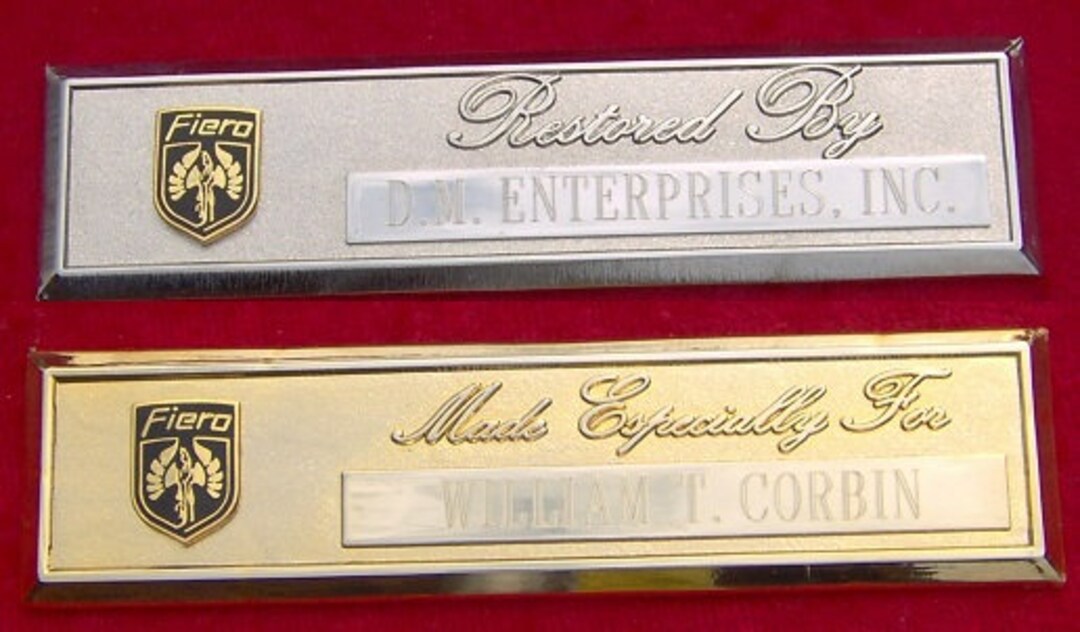 Fiero
Restored By
D.M. ENTERPRISES, INC.
Fiero
Made Especially For
WILLIAM T. CORBIN